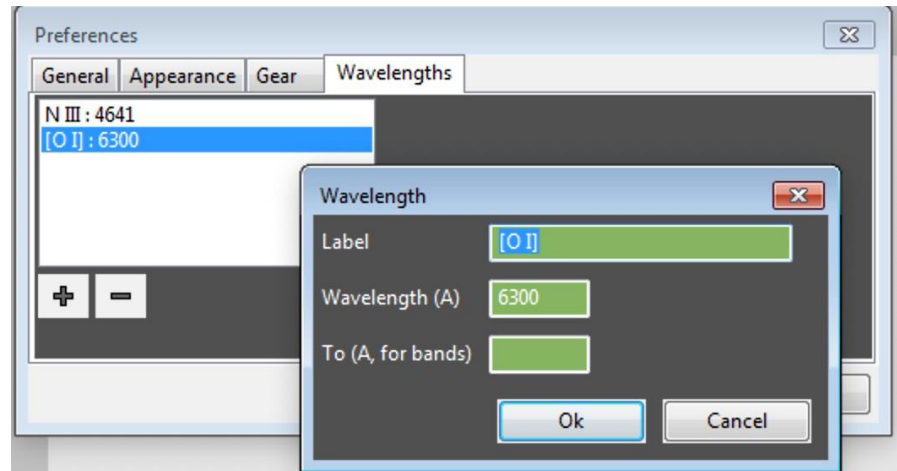 Preferences
General Appearance Gear Wavelengths
N III : 4641
[O I] : 6300
Wavelength
Label [O I]
Wavelength (A) 6300
To (A, for bands)
Ok Cancel